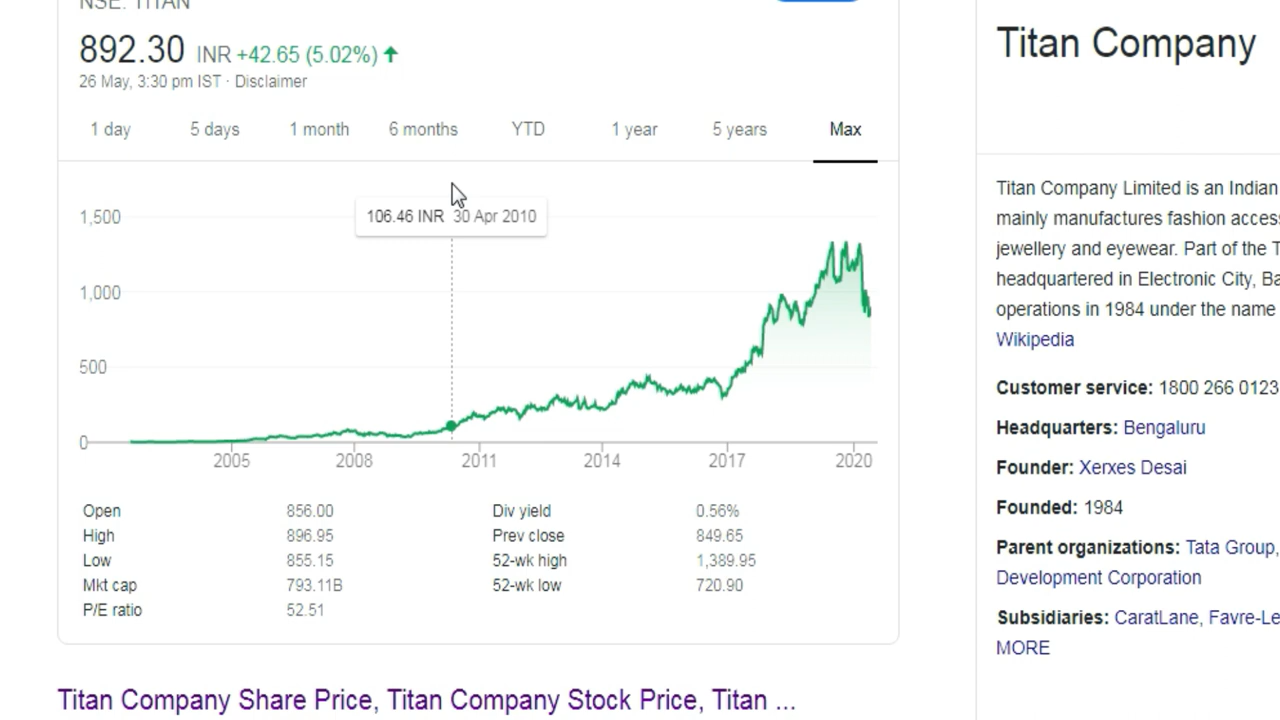 NSE: TITAN
892.30 INR +42.65 (5.02%)
26 May, 3:30 pm IST · Disclaimer
1 day 5 days 1 month 6 months YTD 1 year 5 years Max
106.46 INR 30 Apr 2010
1,500
1,000
500
0
2005 2008 2011 2014 2017 2020
Open 856.00 Div yield 0.56%
High 896.95 Prev close 849.65
Low 855.15 52-wk high 1,389.95
Mkt cap 793.11B 52-wk low 720.90
P/E ratio 52.51
Titan Company Share Price, Titan Company Stock Price, Titan ...
Titan Company
Titan Company Limited is an Indian
mainly manufactures fashion access
jewellery and eyewear. Part of the T
headquartered in Electronic City, Ba
operations in 1984 under the name
Wikipedia
Customer service: 1800 266 0123
Headquarters: Bengaluru
Founder: Xerxes Desai
Founded: 1984
Parent organizations: Tata Group,
Development Corporation
Subsidiaries: CaratLane, Favre-Le
MORE